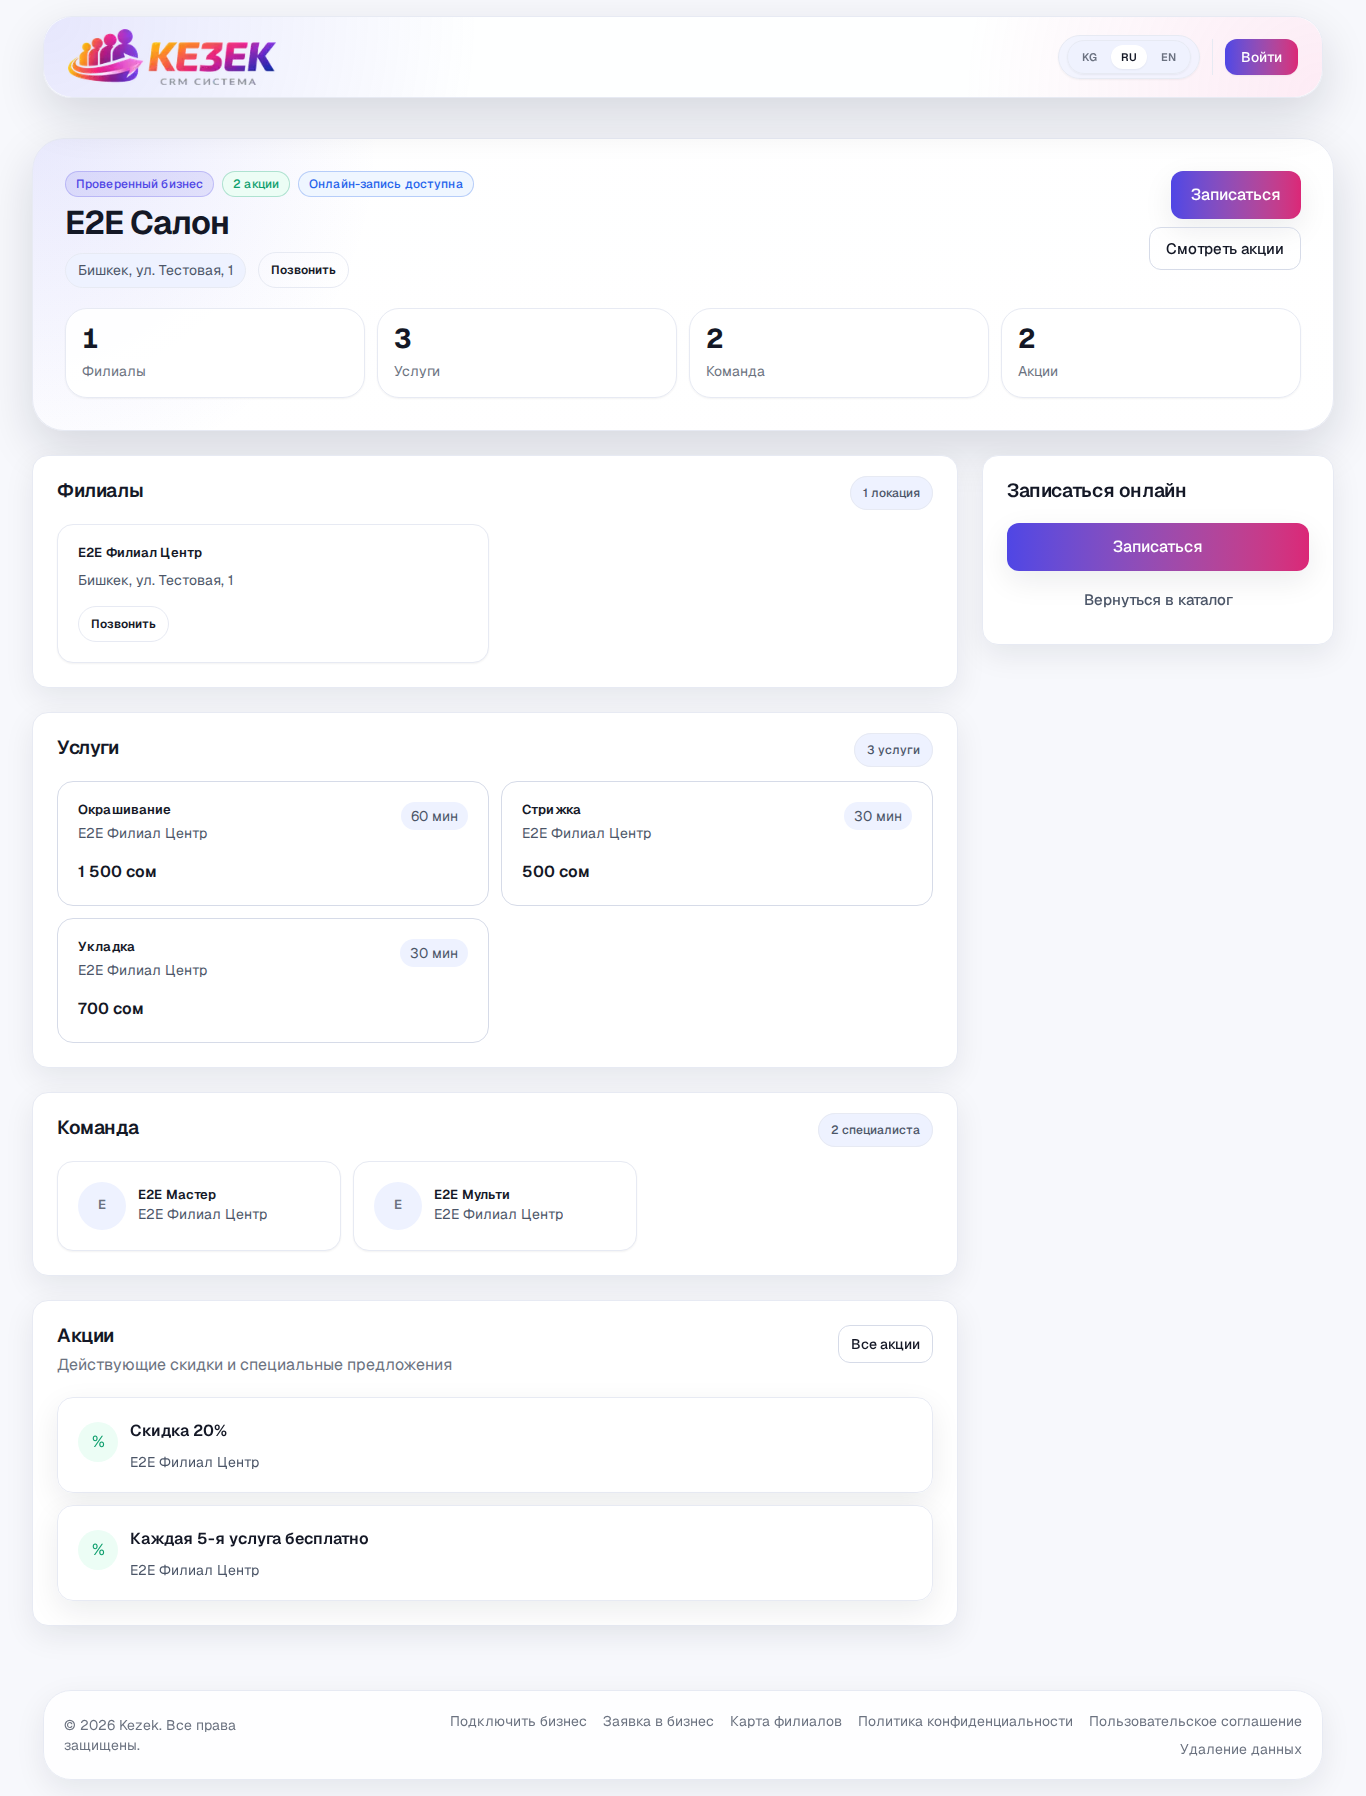 КЕЗЕК
CRM СИСТЕМА
KG
RU
EN
Войти
Проверенный бизнес
2 акции
Онлайн-запись доступна
Е2Е Салон
Бишкек, ул. Тестовая, 1
Позвонить
Записаться
Смотреть акции
1
Филиалы
3
Услуги
2
Команда
2
Акции
Филиалы
1 локация
E2E Филиал Центр
Бишкек, ул. Тестовая, 1
Позвонить
Записаться онлайн
Записаться
Вернуться в каталог
Услуги
3 услуги
Окрашивание
60 мин
E2E Филиал Центр
1 500 сом
Стрижка
30 мин
E2E Филиал Центр
500 сом
Укладка
30 мин
E2E Филиал Центр
700 сом
Команда
2 специалиста
E
E2E Мастер
E2E Филиал Центр
E
E2E Мульти
E2E Филиал Центр
Акции
Все акции
Действующие скидки и специальные предложения
%
Скидка 20%
E2E Филиал Центр
%
Каждая 5-я услуга бесплатно
E2E Филиал Центр
© 2026 Kezek. Все права
защищены.
Подключить бизнес Заявка в бизнес Карта филиалов Политика конфиденциальности Пользовательское соглашение
Удаление данных